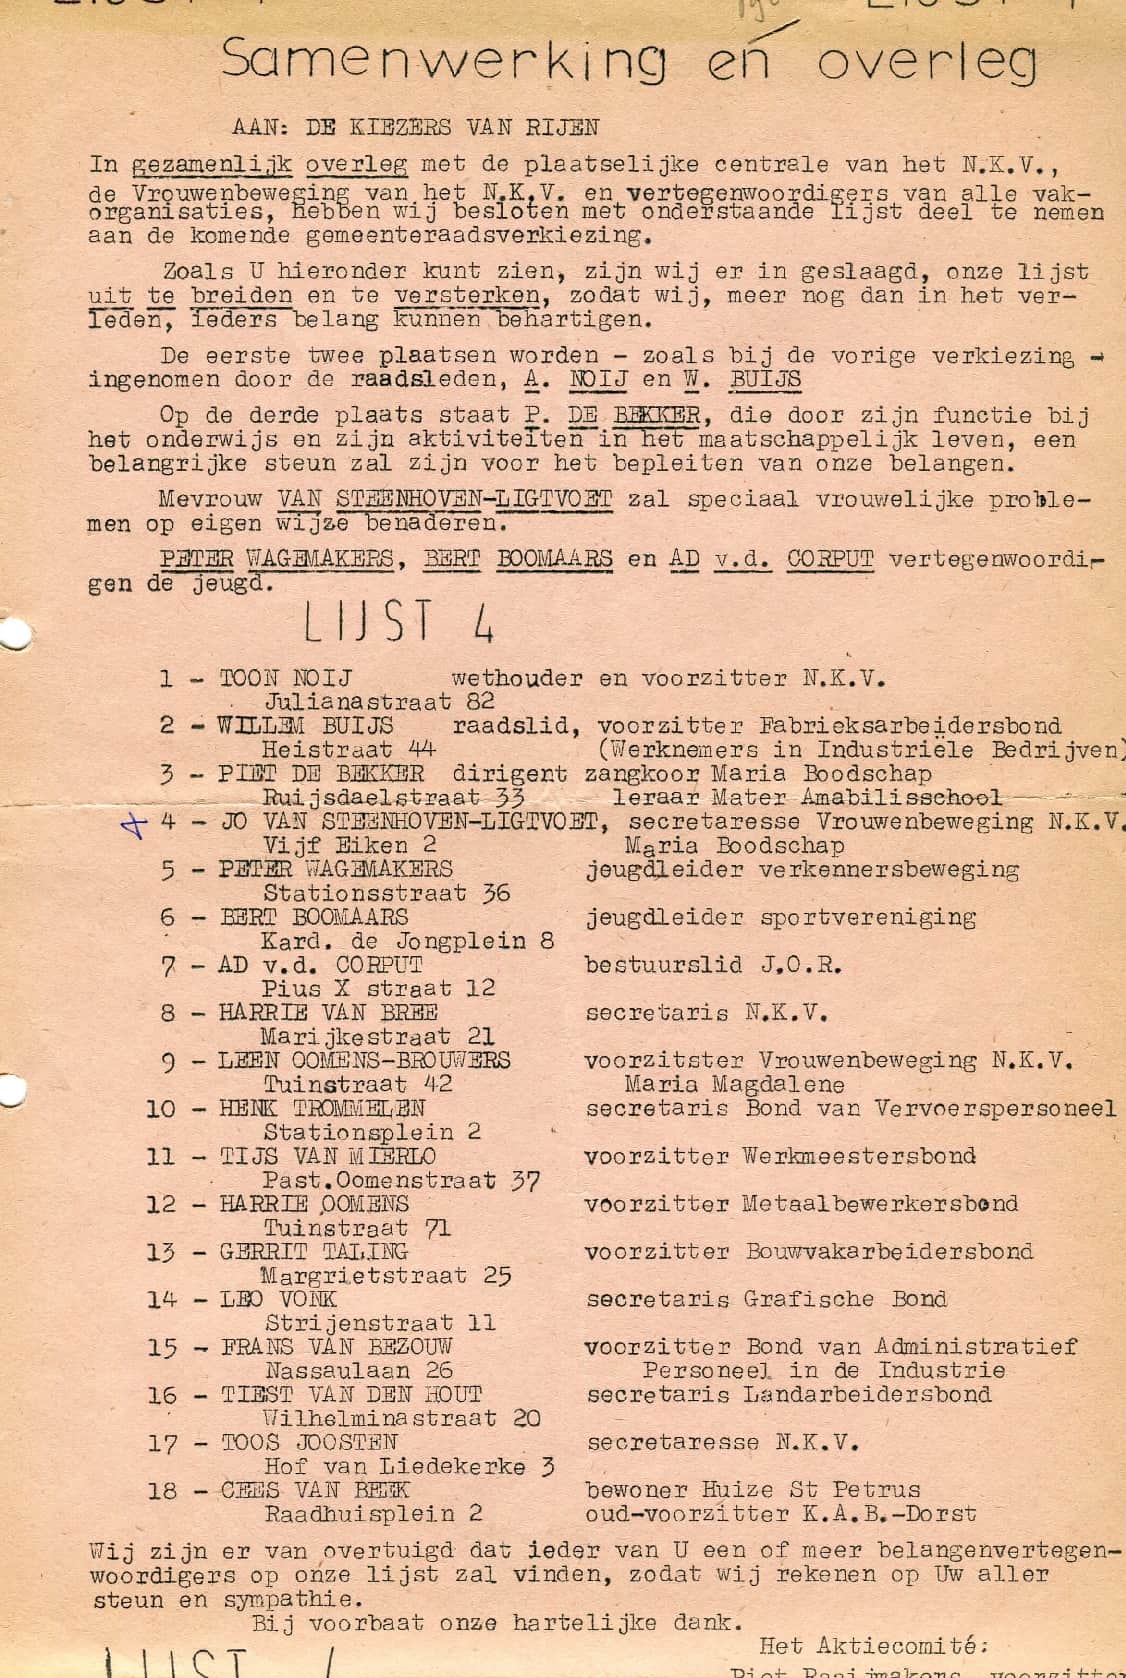 Samenwerking en overleg
AAN: DE KIEZERS VAN RIJEN
In gezamenlijk overleg met de plaatselijke centrale van het N.K.V.,
de Vrouwenbeweging van het N.K.V. en vertegenwoordigers van alle vak-
organisaties, hebben wij besloten met onderstaande lijst deel te nemen
aan de komende gemeenteraadsverkiezing.
Zoals U hieronder kunt zien, zijn wij er in geslaagd, onze lijst
uit te breiden en te versterken, zodat wij, meer nog dan in het ver-
leden, ieders belang kunnen behartigen.
De eerste twee plaatsen worden - zoals bij de vorige verkiezing -
ingenomen door de raadsleden, A. NOIJ en W. BUIJS
Op de derde plaats staat P. DE BEKKER, die door zijn functie bij
het onderwijs en zijn aktiviteiten in het maatschappelijk leven, een
belangrijke steun zal zijn voor het bepleiten van onze belangen.
Mevrouw VAN STEENHOVEN-LIGTVOET zal speciaal vrouwelijke proble-
men op eigen wijze benaderen.
PETER WAGEMAKERS, BERT BOOMAARS en AD v.d. CORPUT vertegenwoordi-
gen de jeugd.
LIJST 4
1 - TOON NOIJ wethouder en voorzitter N.K.V.
Julianastraat 82
2 - WILLEM BUIJS raadslid, voorzitter Fabrieksarbeidersbond
Heistraat 44 (Werknemers in Industriële Bedrijven)
3 - PIET DE BEKKER dirigent zangkoor Maria Boodschap
Ruijsdaelstraat 33 leraar Mater Amabilisschool
4 - JO VAN STEENHOVEN-LIGTVOET, secretaresse Vrouwenbeweging N.K.V.
Vijf Eiken 2 Maria Boodschap
5 - PETER WAGEMAKERS jeugdleider verkennersbeweging
Stationsstraat 36
6 - BERT BOOMAARS jeugdleider sportvereniging
Kard. de Jongplein 8
7 - AD v.d. CORPUT bestuurslid J.O.R.
Pius X straat 12
8 - HARRIE VAN BREE secretaris N.K.V.
Marijkestraat 21
9 - LEEN OOMENS-BROUWERS voorzitster Vrouwenbeweging N.K.V.
Tuinstraat 42 Maria Magdalene
10 - HENK TROMMELEN secretaris Bond van Vervoerspersoneel
Stationsplein 2
11 - TIJS VAN MIERLO voorzitter Werkmeestersbond
Past.Oomenstraat 37
12 - HARRIE OOMENS voorzitter Metaalbewerkersbond
Tuinstraat 71
13 - GERRIT TALING voorzitter Bouwvakarbeidersbond
Margrietstraat 25
14 - LEO VONK secretaris Grafische Bond
Strijenstraat 11
15 - FRANS VAN BEZOUW voorzitter Bond van Administratief
Nassaulaan 26 Personeel in de Industrie
16 - TIEST VAN DEN HOUT secretaris Landarbeidersbond
Wilhelminastraat 20
17 - TOOS JOOSTEN secretaresse N.K.V.
Hof van Liedekerke 3
18 - CEES VAN BEEK bewoner Huize St Petrus
Raadhuisplein 2 oud-voorzitter K.A.B.-Dorst
Wij zijn er van overtuigd dat ieder van U een of meer belangenvertegen-
woordigers op onze lijst zal vinden, zodat wij rekenen op Uw aller
steun en sympathie.
Bij voorbaat onze hartelijke dank.
Het Aktiecomité:
LIJST